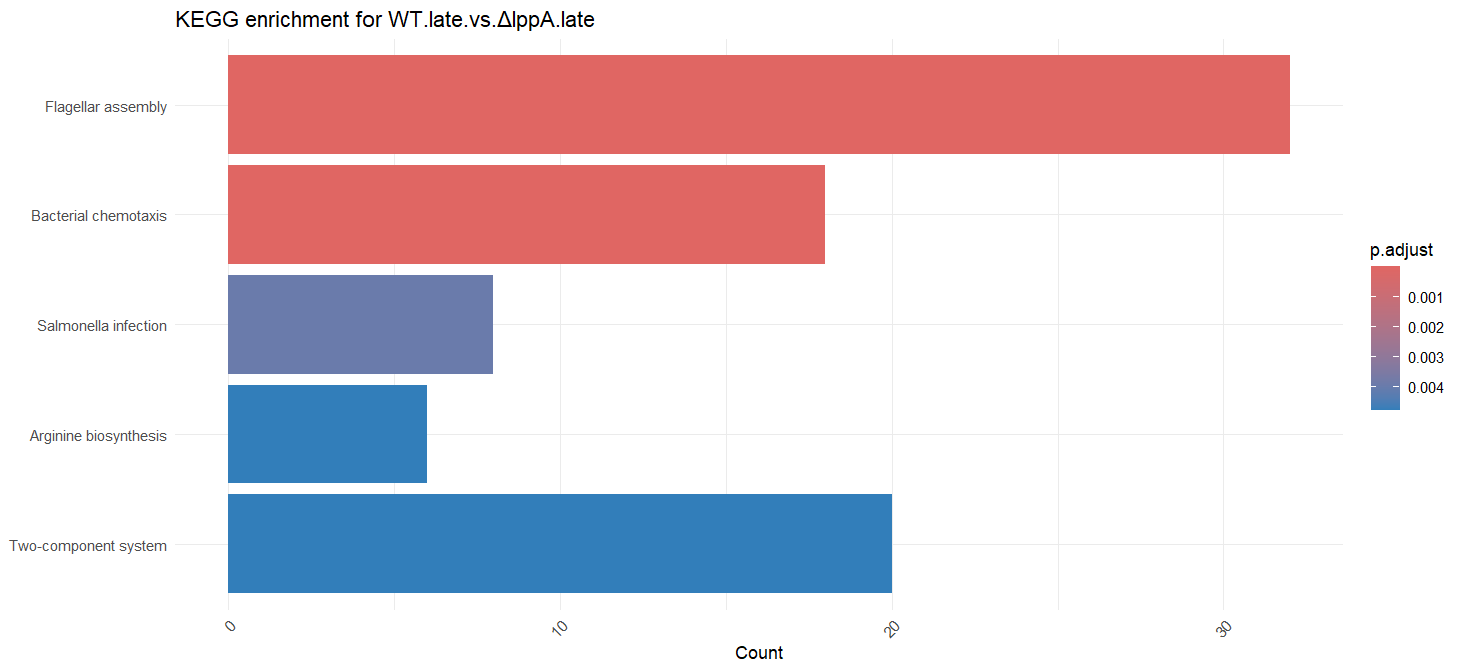 KEGG enrichment for WT.late.vs.ΔlppA.late
Flagellar assembly
Bacterial chemotaxis
Salmonella infection
Arginine biosynthesis
Two-component system
0
10
20
30
Count
p.adjust
0.001
0.002
0.003
0.004